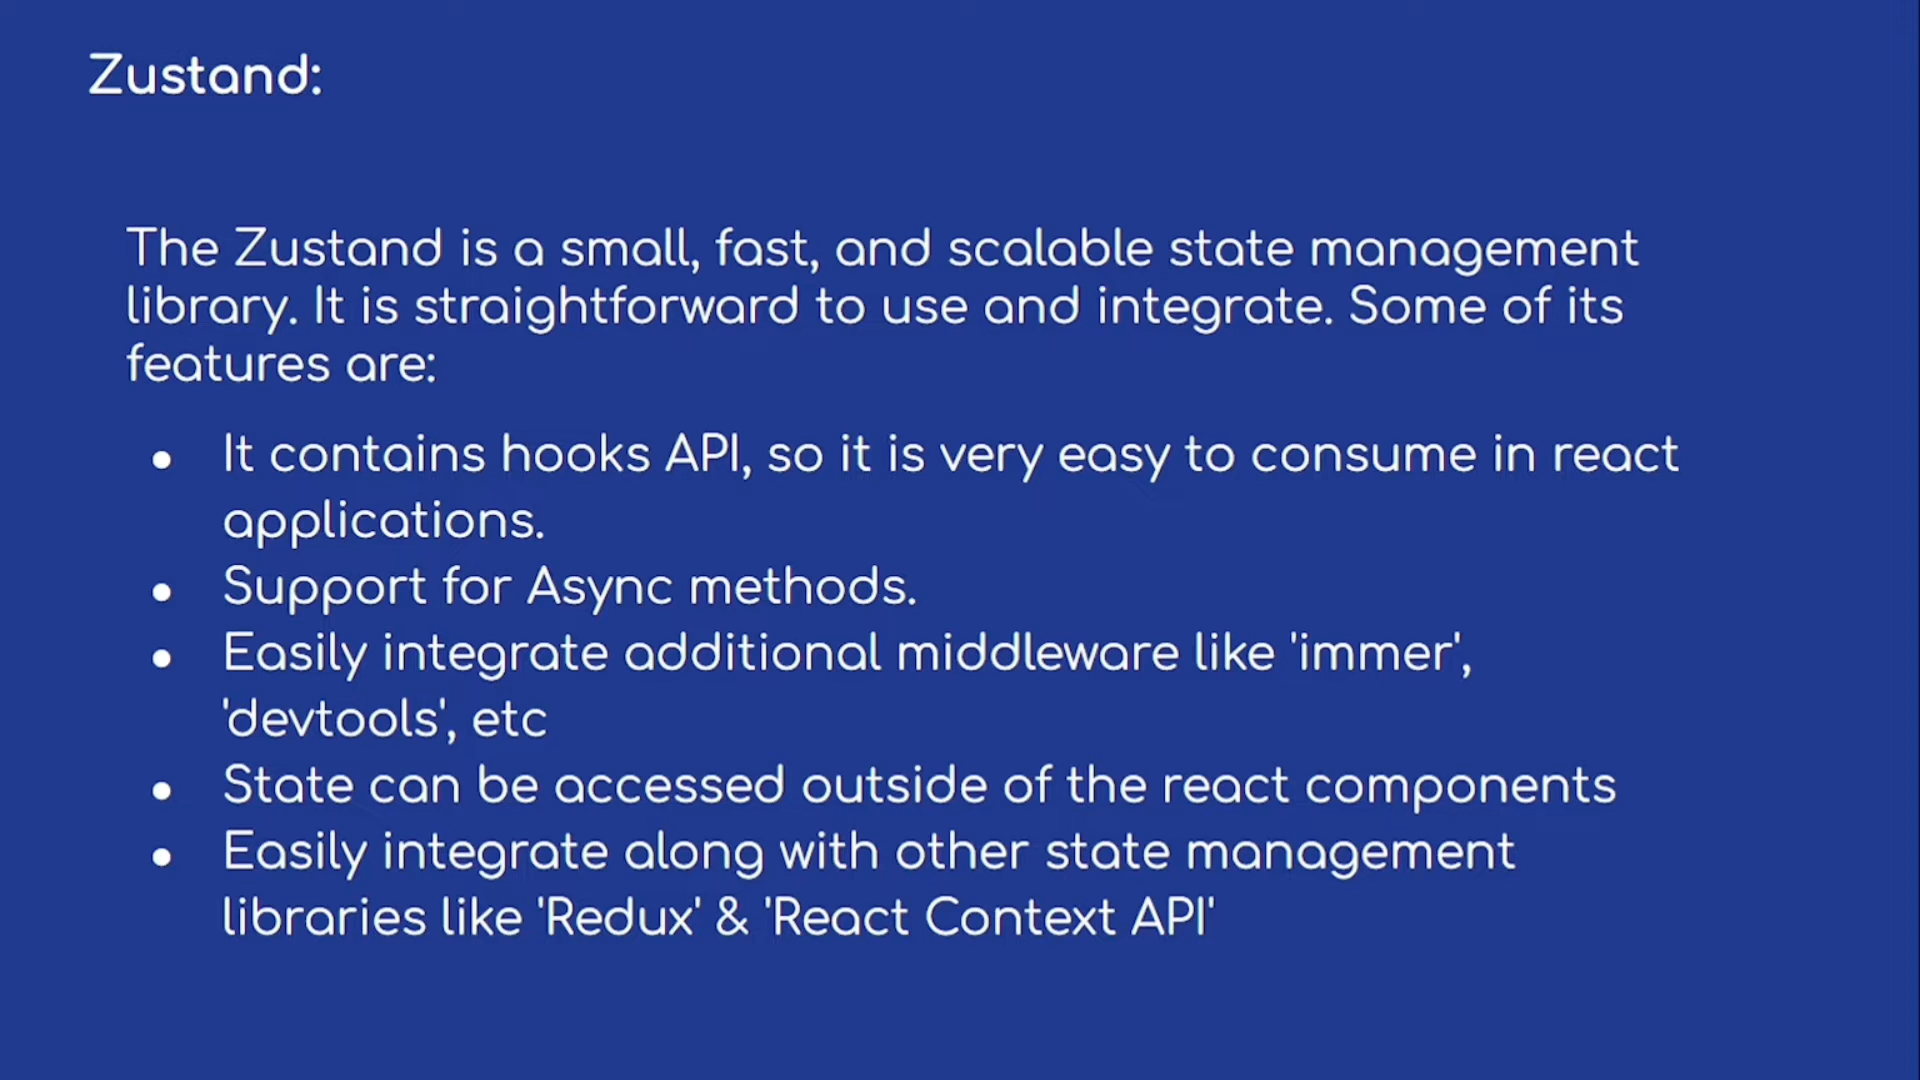 Zustand:
The Zustand is a small, fast, and scalable state management
library. It is straightforward to use and integrate. Some of its
features are:
● It contains hooks API, so it is very easy to consume in react
applications.
● Support for Async methods.
● Easily integrate additional middleware like 'immer',
'devtools', etc
● State can be accessed outside of the react components
● Easily integrate along with other state management
libraries like 'Redux' & 'React Context API'